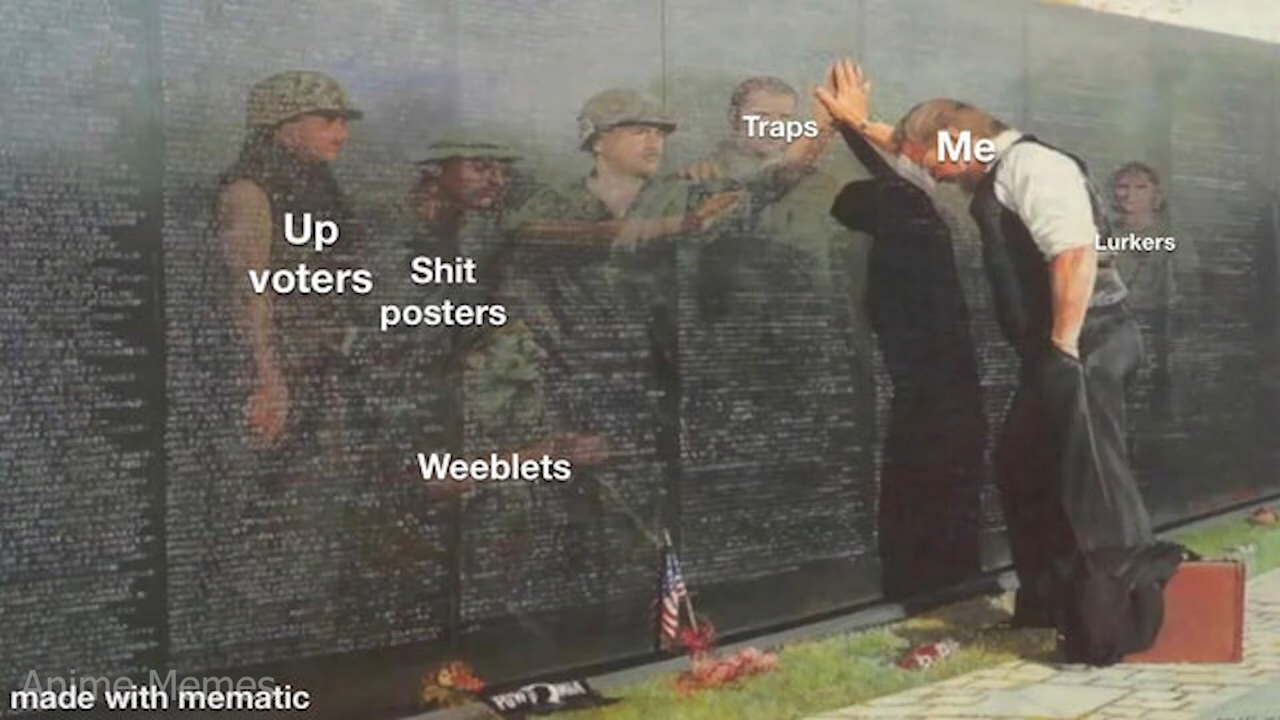 Traps
Me
Up
voters
Shit
posters
Lurkers
Weeblets
Anime Memes
made with mematic